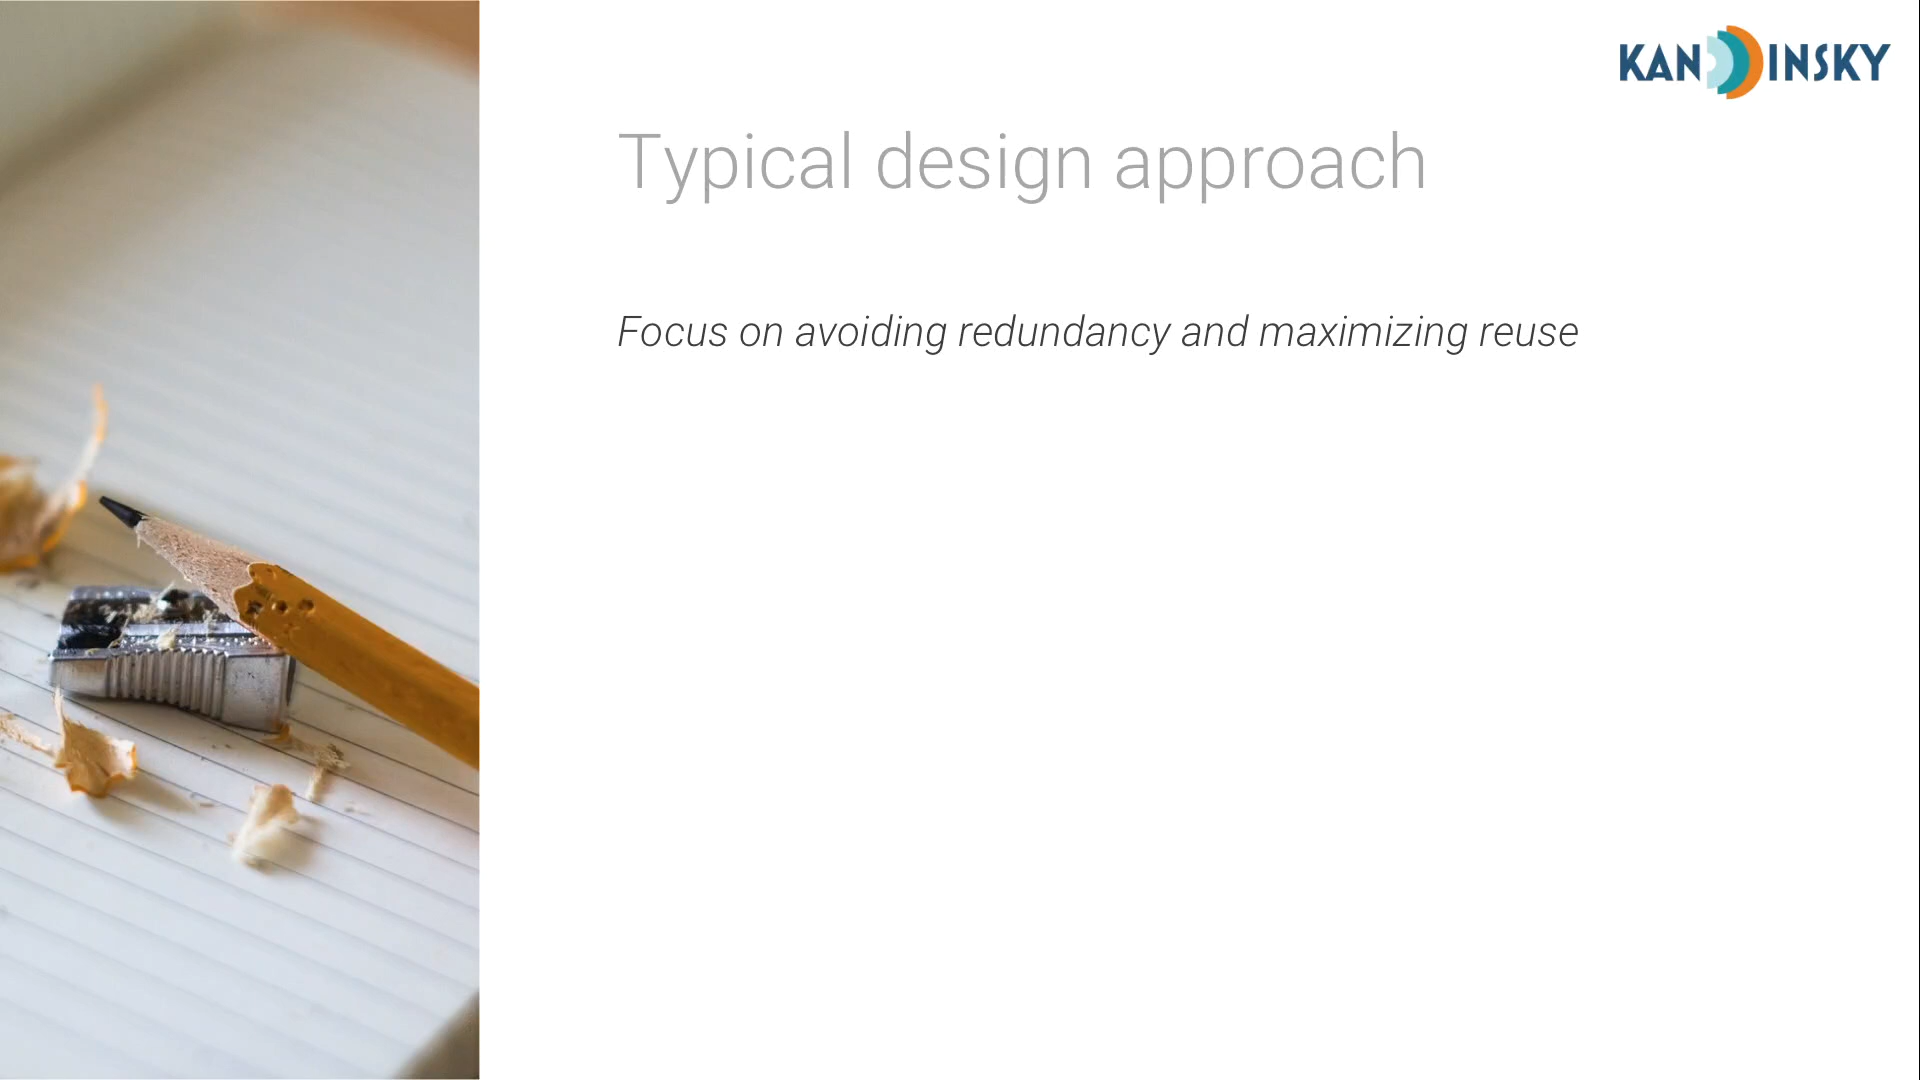 KANDINSKY
Typical design approach
Focus on avoiding redundancy and maximizing reuse